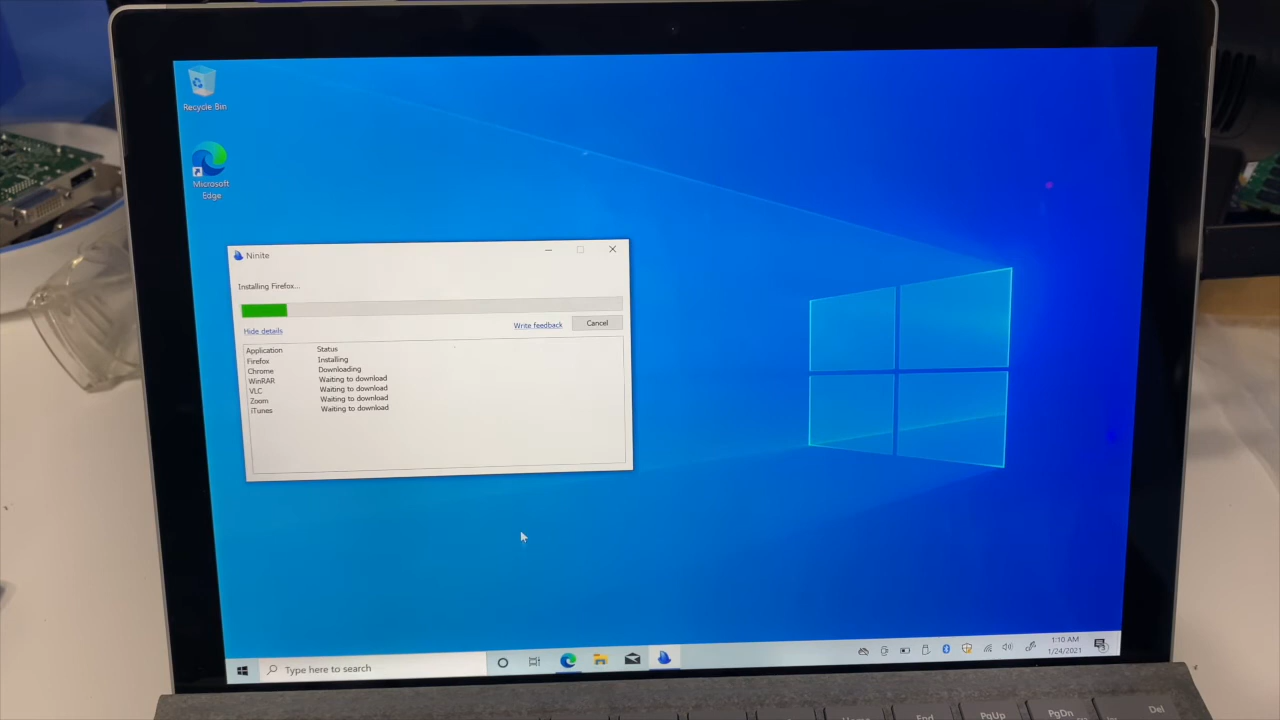 Recycle Bin
Microsoft
Edge
Ninite
Installing Firefox...
Hide details
Write feedback
Cancel
Application Status
Firefox Installing
Chrome Downloading
WinRAR Waiting to download
VLC Waiting to download
Zoom Waiting to download
iTunes Waiting to download
Type here to search
1:10 AM
1/24/2021
Home End PgUp PgDn Del